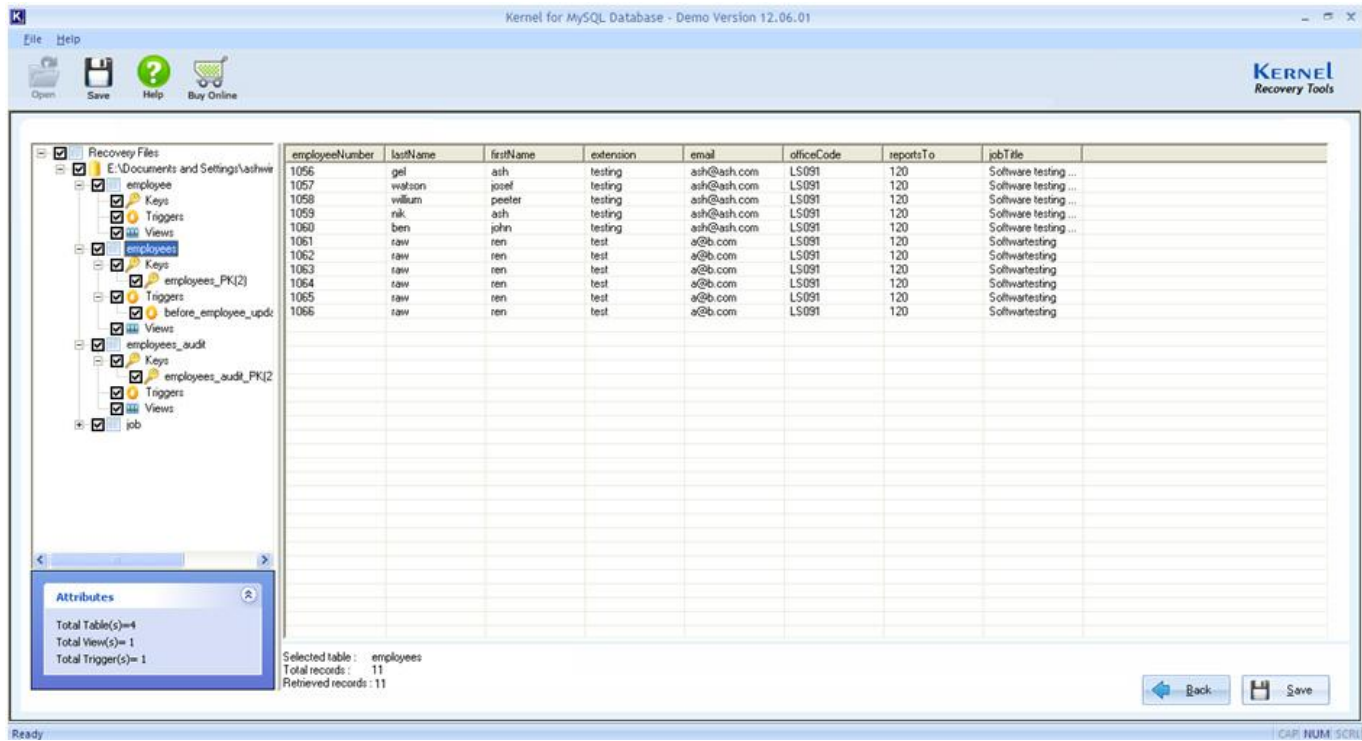 Kernel for MySQL Database - Demo Version 12.06.01
File Help
Open Save Help Buy Online
KERNEL
Recovery Tools
Recovery Files
E:\Documents and Settings\ashwir
employee
Keys
Triggers
Views
employees
Keys
employees_PK(2)
Triggers
before_employee_upda
Views
employees_audit
Keys
employees_audit_PK(2
Triggers
Views
job
employeeNumber lastName firstName extension email officeCode reportsTo jobTitle
1056 gel ash testing ash@ash.com LS091 120 Software testing ...
1057 watson josef testing ash@ash.com LS091 120 Software testing ...
1058 willium peeter testing ash@ash.com LS091 120 Software testing ...
1059 nik ash testing ash@ash.com LS091 120 Software testing ...
1060 ben john testing ash@ash.com LS091 120 Software testing ...
1061 raw ren test a@b.com LS091 120 Softwartesting
1062 raw ren test a@b.com LS091 120 Softwartesting
1063 raw ren test a@b.com LS091 120 Softwartesting
1064 raw ren test a@b.com LS091 120 Softwartesting
1065 raw ren test a@b.com LS091 120 Softwartesting
1066 raw ren test a@b.com LS091 120 Softwartesting
Attributes
Total Table(s)=4
Total View(s)= 1
Total Trigger(s)= 1
Selected table : employees
Total records : 11
Retrieved records : 11
Back Save
Ready CAP NUM SCRL